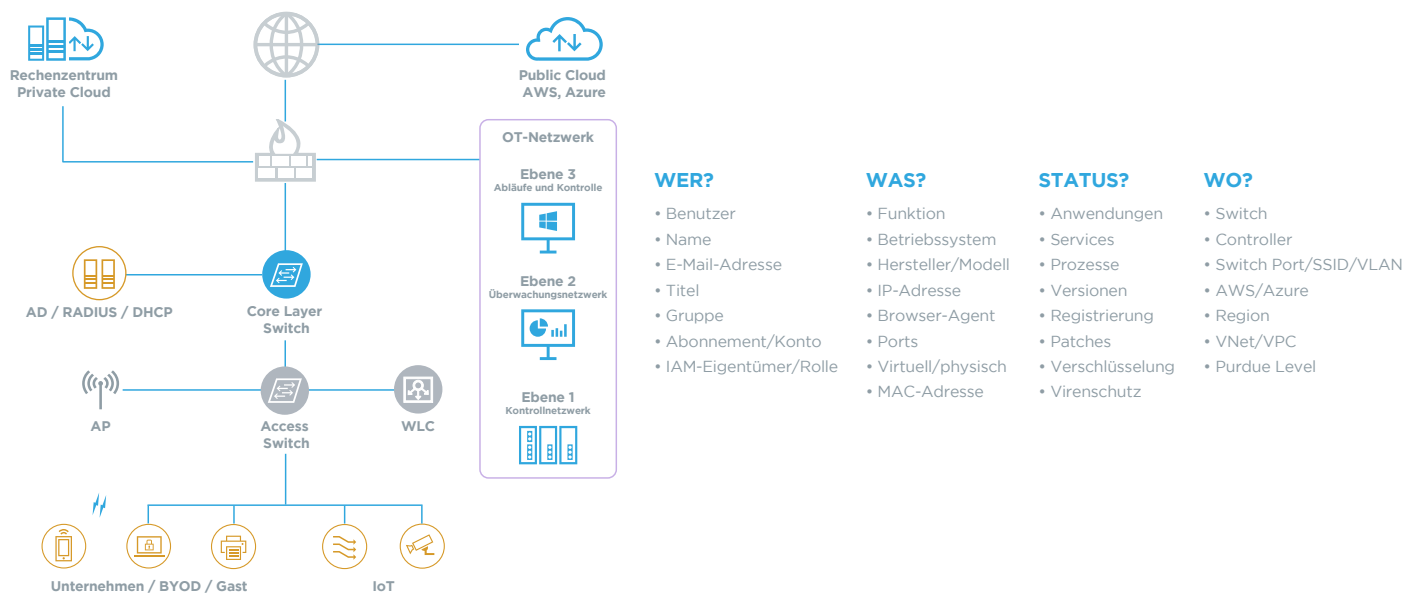 Rechenzentrum
Private Cloud
Public Cloud
AWS, Azure
OT-Netzwerk
Ebene 3
Abläufe und Kontrolle
Ebene 2
Überwachungsnetzwerk
Ebene 1
Kontrollnetzwerk
AD / RADIUS / DHCP
Core Layer
Switch
AP
Access
Switch
WLC
Unternehmen / BYOD / Gast
IoT
WER?
• Benutzer
• Name
• E-Mail-Adresse
• Titel
• Gruppe
• Abonnement/Konto
• IAM-Eigentümer/Rolle
WAS?
• Funktion
• Betriebssystem
• Hersteller/Modell
• IP-Adresse
• Browser-Agent
• Ports
• Virtuell/physisch
• MAC-Adresse
STATUS?
• Anwendungen
• Services
• Prozesse
• Versionen
• Registrierung
• Patches
• Verschlüsselung
• Virenschutz
WO?
• Switch
• Controller
• Switch Port/SSID/VLAN
• AWS/Azure
• Region
• VNet/VPC
• Purdue Level